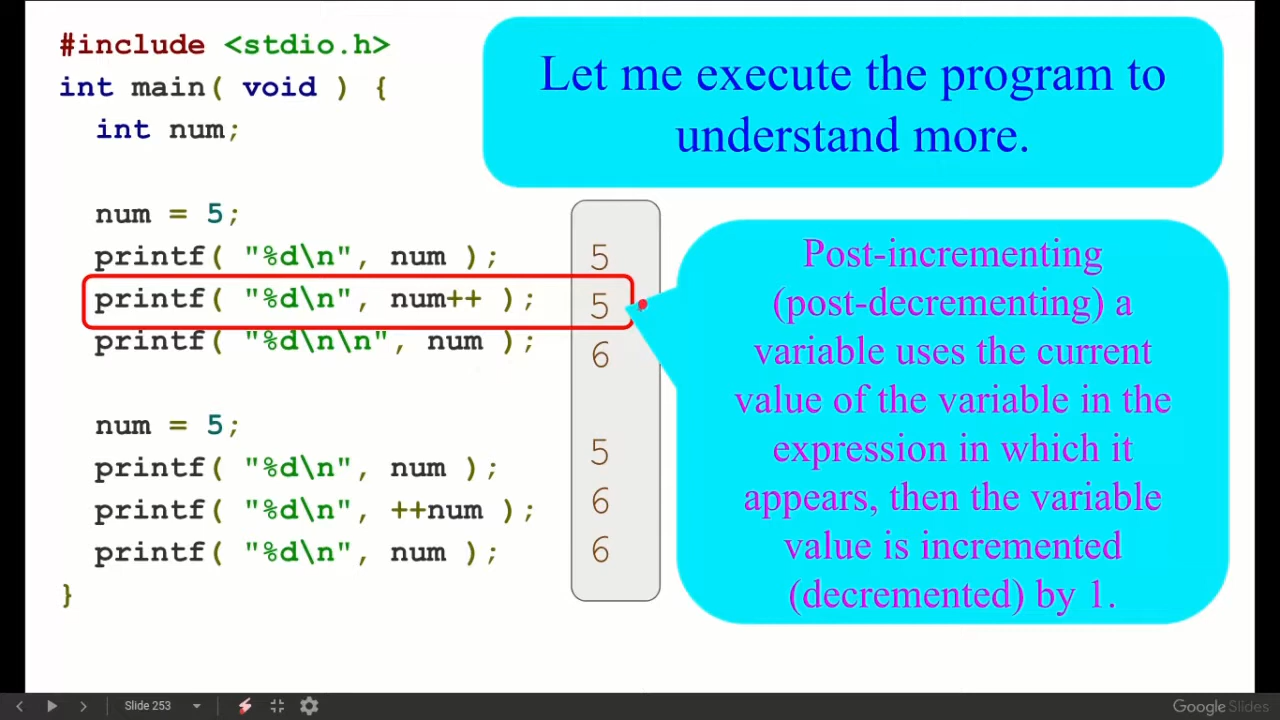 #include <stdio.h>
int main( void ) {
int num;
Let me execute the program to
understand more.
num = 5;
printf( "%d\n", num );
printf( "%d\n", num++ );
printf( "%d\n\n", num );
num = 5;
printf( "%d\n", num );
printf( "%d\n", ++num );
printf( "%d\n", num );
}
5
5
6
5
6
6
Post-incrementing
(post-decrementing) a
variable uses the current
value of the variable in the
expression in which it
appears, then the variable
value is incremented
(decremented) by 1.
Slide 253
Google Slides